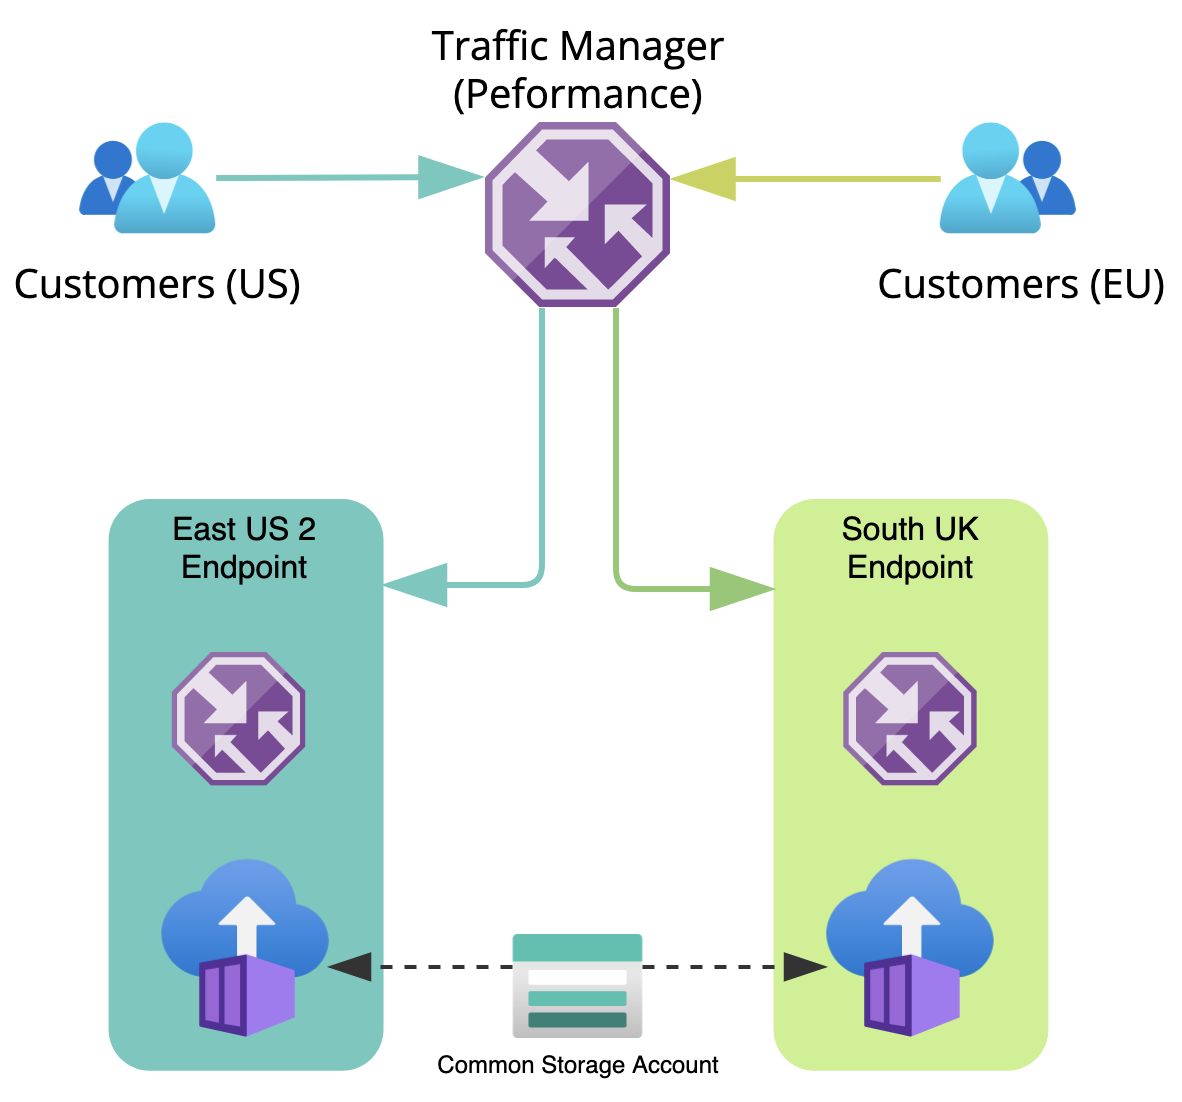 Traffic Manager
(Peformance)
Customers (US)
Customers (EU)
East US 2
Endpoint
South UK
Endpoint
Common Storage Account